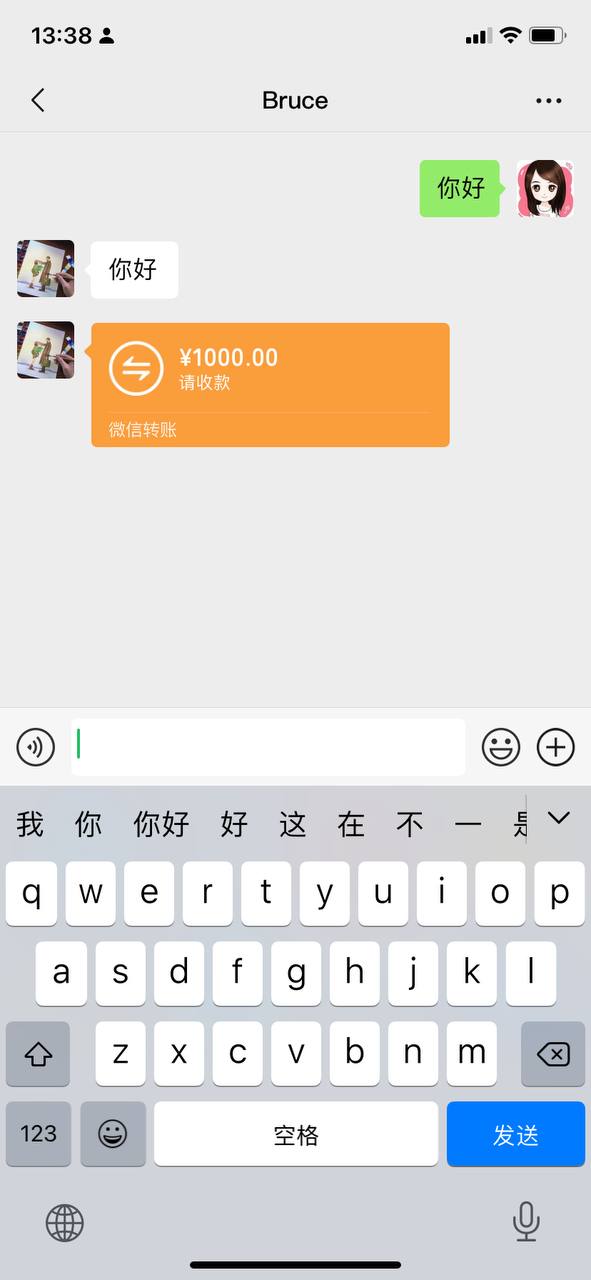 13:38
Bruce
你好
你好
¥1000.00
请收款
微信转账
我 你 你好 好 这 在 不 一
q w e r t y u i o p
a s d f g h j k l
z x c v b n m
123 空格 发送